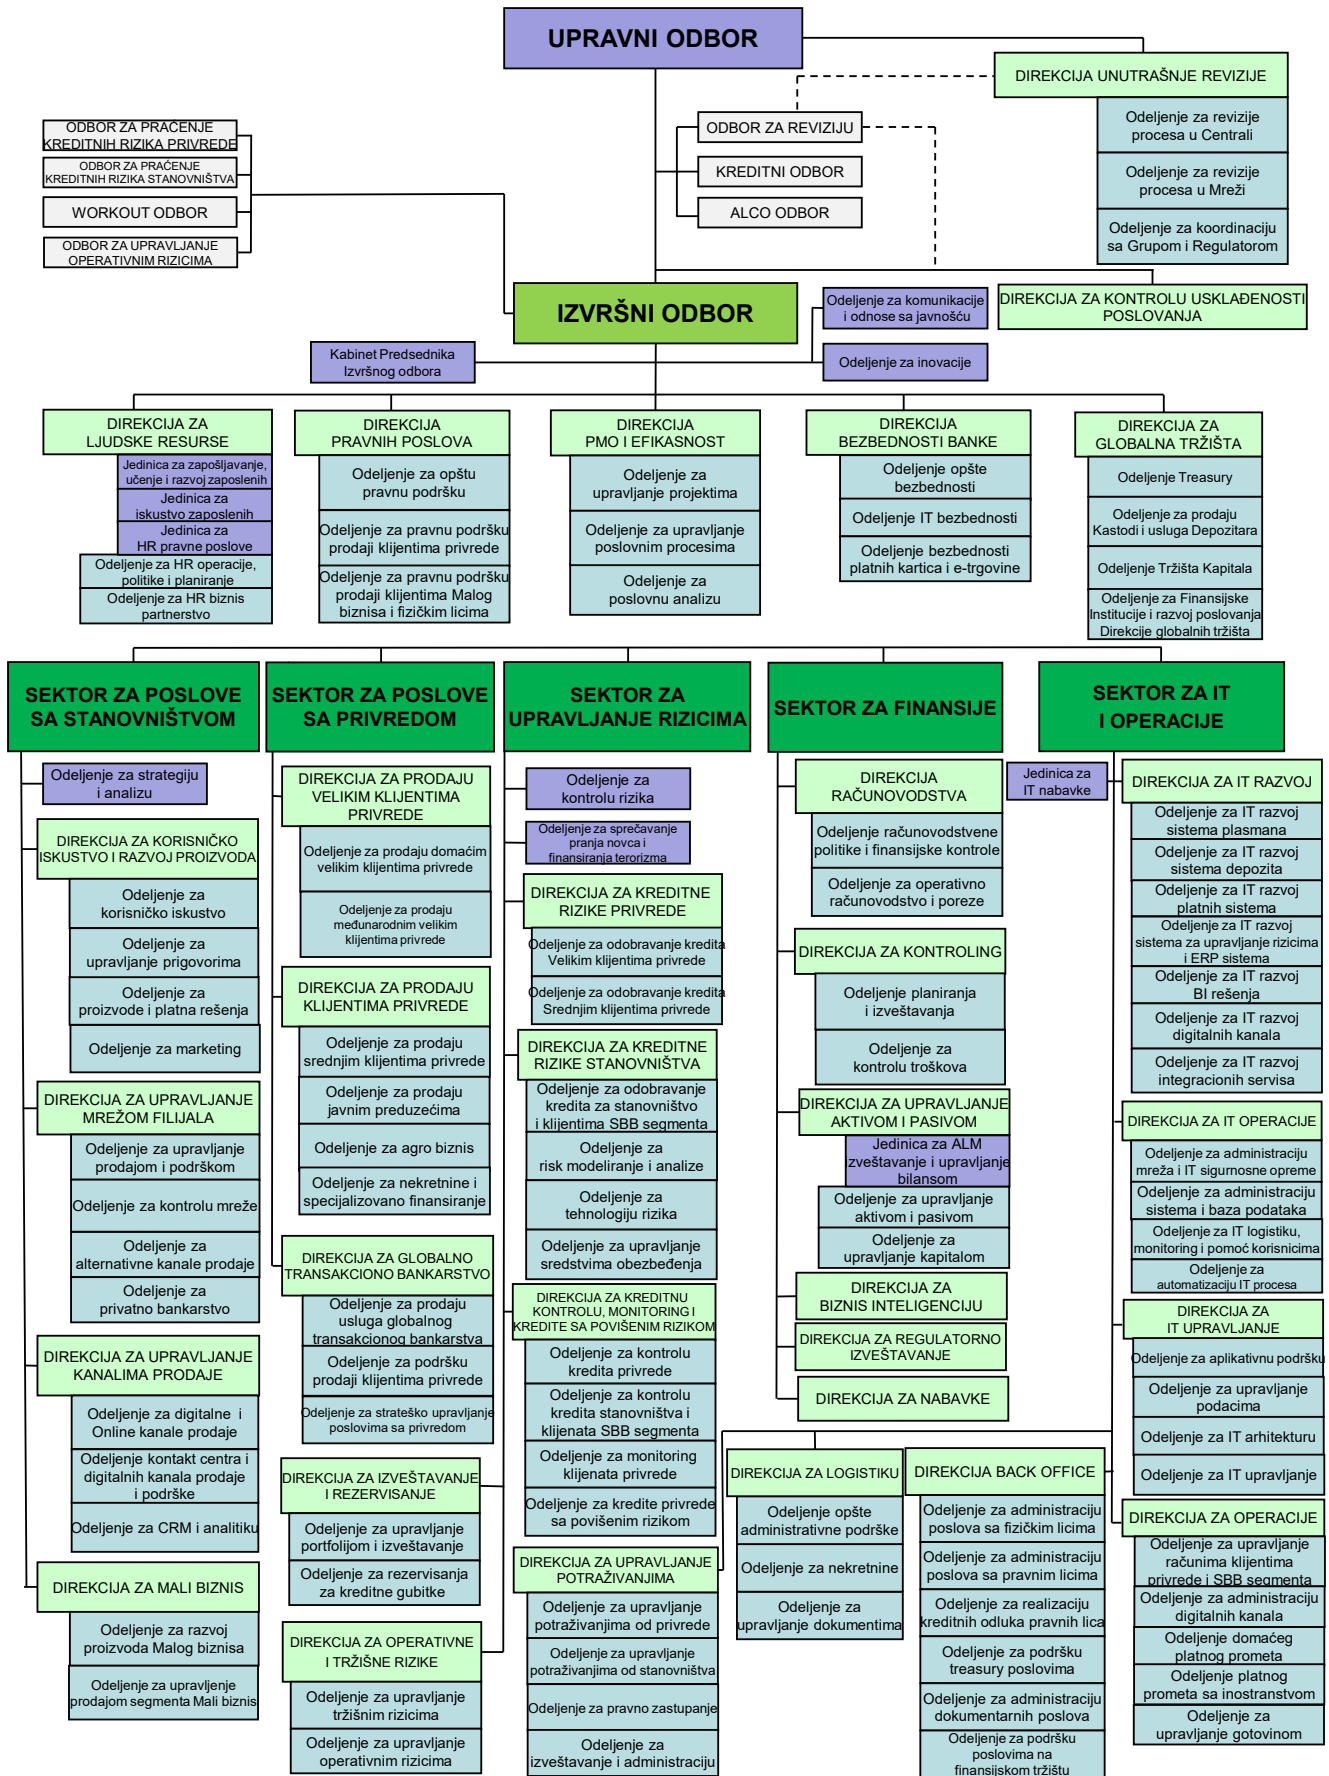 UPRAVNI ODBOR
DIREKCIJA UNUTRAŠNJE REVIZIJE
Odeljenje za revizije
procesa u Centrali
Odeljenje za revizije
procesa u Mreži
Odeljenje za koordinaciju
sa Grupom i Regulatorom
ODBOR ZA REVIZIJU
KREDITNI ODBOR
ALCO ODBOR
ODBOR ZA PRAĆENJE
KREDITNIH RIZIKA PRIVREDE
ODBOR ZA PRAĆENJE
KREDITNIH RIZIKA STANOVNIŠTVA
WORKOUT ODBOR
ODBOR ZA UPRAVLJANJE
OPERATIVNIM RIZICIMA
IZVRŠNI ODBOR
Odeljenje za komunikacije
i odnose sa javnošću
DIREKCIJA ZA KONTROLU USKLAĐENOSTI
POSLOVANJA
Kabinet Predsednika
Izvršnog odbora
Odeljenje za inovacije
DIREKCIJA ZA
LJUDSKE RESURSE
Jedinica za zapošljavanje,
učenje i razvoj zaposlenih
Jedinica za
iskustvo zaposlenih
Jedinica za
HR pravne poslove
Odeljenje za HR operacije,
politike i planiranje
Odeljenje za HR biznis
partnerstvo
DIREKCIJA
PRAVNIH POSLOVA
Odeljenje za opštu
pravnu podršku
Odeljenje za pravnu podršku
prodaji klijentima privrede
Odeljenje za pravnu podršku
prodaji klijentima Malog
biznisa i fizičkim licima
DIREKCIJA
PMO I EFIKASNOST
Odeljenje za
upravljanje projektima
Odeljenje za upravljanje
poslovnim procesima
Odeljenje za
poslovnu analizu
DIREKCIJA
BEZBEDNOSTI BANKE
Odeljenje opšte
bezbednosti
Odeljenje IT bezbednosti
Odeljenje bezbednosti
platnih kartica i e-trgovine
DIREKCIJA ZA
GLOBALNA TRŽIŠTA
Odeljenje Treasury
Odeljenje za prodaju
Kastodi i usluga Depozitara
Odeljenje Tržišta Kapitala
Odeljenje za Finansijske
Institucije i razvoj poslovanja
Direkcije globalnih tržišta
SEKTOR ZA POSLOVE
SA STANOVNIŠTVOM
Odeljenje za strategiju
i analizu
DIREKCIJA ZA KORISNIČKO
ISKUSTVO I RAZVOJ PROIZVODA
Odeljenje za
korisničko iskustvo
Odeljenje za
upravljanje prigovorima
Odeljenje za
proizvode i platna rešenja
Odeljenje za marketing
DIREKCIJA ZA UPRAVLJANJE
MREŽOM FILIJALA
Odeljenje za upravljanje
prodajom i podrškom
Odeljenje za kontrolu mreže
Odeljenje za
alternativne kanale prodaje
Odeljenje za
privatno bankarstvo
DIREKCIJA ZA UPRAVLJANJE
KANALIMA PRODAJE
Odeljenje za digitalne i
Online kanale prodaje
Odeljenje kontakt centra i
digitalnih kanala prodaje
i podrške
Odeljenje za CRM i analitiku
DIREKCIJA ZA MALI BIZNIS
Odeljenje za razvoj
proizvoda Malog biznisa
Odeljenje za upravljenje
prodajom segmenta Mali biznis
SEKTOR ZA POSLOVE
SA PRIVREDOM
DIREKCIJA ZA PRODAJU
VELIKIM KLIJENTIMA
PRIVREDE
Odeljenje za prodaju domaćim
velikim klijentima privrede
Odeljenje za prodaju
međunarodnim velikim
klijentima privrede
DIREKCIJA ZA PRODAJU
KLIJENTIMA PRIVREDE
Odeljenje za prodaju
srednjim klijentima privrede
Odeljenje za prodaju
javnim preduzećima
Odeljenje za agro biznis
Odeljenje za nekretnine i
specijalizovano finansiranje
DIREKCIJA ZA GLOBALNO
TRANSAKCIONO BANKARSTVO
Odeljenje za prodaju
usluga globalnog
transakcionog bankarstva
Odeljenje za podršku
prodaji klijentima privrede
Odeljenje za strateško upravljanje
poslovima sa privredom
DIREKCIJA ZA IZVEŠTAVANJE
I REZERVISANJE
Odeljenje za upravljanje
portfolijom i izveštavanje
Odeljenje za rezervisanja
za kreditne gubitke
DIREKCIJA ZA OPERATIVNE
I TRŽIŠNE RIZIKE
Odeljenje za upravljanje
tržišnim rizicima
Odeljenje za upravljanje
operativnim rizicima
SEKTOR ZA
UPRAVLJANJE RIZICIMA
Odeljenje za
kontrolu rizika
Odeljenje za sprečavanje
pranja novca i
finansiranja terorizma
DIREKCIJA ZA KREDITNE
RIZIKE PRIVREDE
Odeljenje za odobravanje kredita
Velikim klijentima privrede
Odeljenje za odobravanje kredita
Srednjim klijentima privrede
DIREKCIJA ZA KREDITNE
RIZIKE STANOVNIŠTVA
Odeljenje za odobravanje
kredita za stanovništvo
i klijentima SBB segmenta
Odeljenje za
risk modeliranje i analize
Odeljenje za
tehnologiju rizika
Odeljenje za upravljanje
sredstvima obezbeđenja
DIREKCIJA ZA KREDITNU
KONTROLU, MONITORING I
KREDITE SA POVIŠENIM RIZIKOM
Odeljenje za kontrolu
kredita privrede
Odeljenje za kontrolu
kredita stanovništva i
klijenata SBB segmenta
Odeljenje za monitoring
klijenata privrede
Odeljenje za kredite privrede
sa povišenim rizikom
DIREKCIJA ZA UPRAVLJANJE
POTRAŽIVANJIMA
Odeljenje za upravljanje
potraživanjima od privrede
Odeljenje za upravljanje
potraživanjima od stanovništva
Odeljenje za pravno zastupanje
Odeljenje za
izveštavanje i administraciju
SEKTOR ZA FINANSIJE
DIREKCIJA
RAČUNOVODSTVA
Odeljenje računovodstvene
politike i finansijske kontrole
Odeljenje za operativno
računovodstvo i poreze
DIREKCIJA ZA KONTROLING
Odeljenje planiranja
i izveštavanja
Odeljenje za
kontrolu troškova
DIREKCIJA ZA UPRAVLJANJE
AKTIVOM I PASIVOM
Jedinica za ALM
izveštavanje i upravljanje
bilansom
Odeljenje za upravljanje
aktivom i pasivom
Odeljenje za
upravljanje kapitalom
DIREKCIJA ZA
BIZNIS INTELIGENCIJU
DIREKCIJA ZA REGULATORNO
IZVEŠTAVANJE
DIREKCIJA ZA NABAVKE
DIREKCIJA ZA LOGISTIKU
Odeljenje opšte
administrativne podrške
Odeljenje za nekretnine
Odeljenje za
upravljanje dokumentima
DIREKCIJA BACK OFFICE
Odeljenje za administraciju
poslova sa fizičkim licima
Odeljenje za administraciju
poslova sa pravnim licima
Odeljenje za realizaciju
kreditnih odluka pravnih lica
Odeljenje za podršku
treasury poslovima
Odeljenje za administraciju
dokumentarnih poslova
Odeljenje za podršku
poslovima na
finansijskom tržištu
SEKTOR ZA IT
I OPERACIJE
Jedinica za
IT nabavke
DIREKCIJA ZA IT RAZVOJ
Odeljenje za IT razvoj
sistema plasmana
Odeljenje za IT razvoj
sistema depozita
Odeljenje za IT razvoj
platnih sistema
Odeljenje za IT razvoj
sistema za upravljanje rizicima
i ERP sistema
Odeljenje za IT razvoj
BI rešenja
Odeljenje za IT razvoj
digitalnih kanala
Odeljenje za IT razvoj
integracionih servisa
DIREKCIJA ZA IT OPERACIJE
Odeljenje za administraciju
mreža i IT sigurnosne opreme
Odeljenje za administraciju
sistema i baza podataka
Odeljenje za IT logistiku,
monitoring i pomoć korisnicima
Odeljenje za
automatizaciju IT procesa
DIREKCIJA ZA
IT UPRAVLJANJE
Odeljenje za aplikativnu podršku
Odeljenje za upravljanje
podacima
Odeljenje za IT arhitekturu
Odeljenje za IT upravljanje
DIREKCIJA ZA OPERACIJE
Odeljenje za upravljanje
računima klijentima
privrede i SBB segmenta
Odeljenje za administraciju
digitalnih kanala
Odeljenje domaćeg
platnog prometa
Odeljenje platnog
prometa sa inostranstvom
Odeljenje za
upravljanje gotovinom